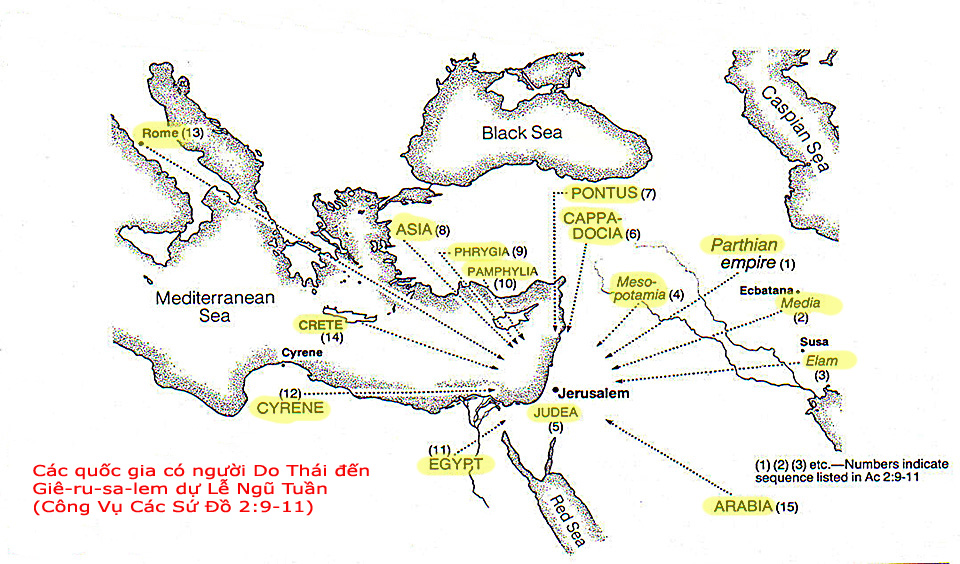 Black Sea
Caspian Sea
Rome (13)
PONTUS (7)
CAPPA-
DOCIA (6)
ASIA (8)
PHRYGIA (9)
PAMPHYLIA
(10)
Parthian
empire (1)
Meso-
potamia (4)
Ecbatana
Media
(2)
Mediterranean
Sea
CRETE
(14)
Susa
Elam
(3)
Cyrene
(12)
CYRENE
Jerusalem
JUDEA
(5)
(11)
EGYPT
Red Sea
ARABIA (15)
(1) (2) (3) etc.—Numbers indicate
sequence listed in Ac 2:9-11
Các quốc gia có người Do Thái đến
Giê-ru-sa-lem dự Lễ Ngũ Tuần
(Công Vụ Các Sứ Đồ 2:9-11)